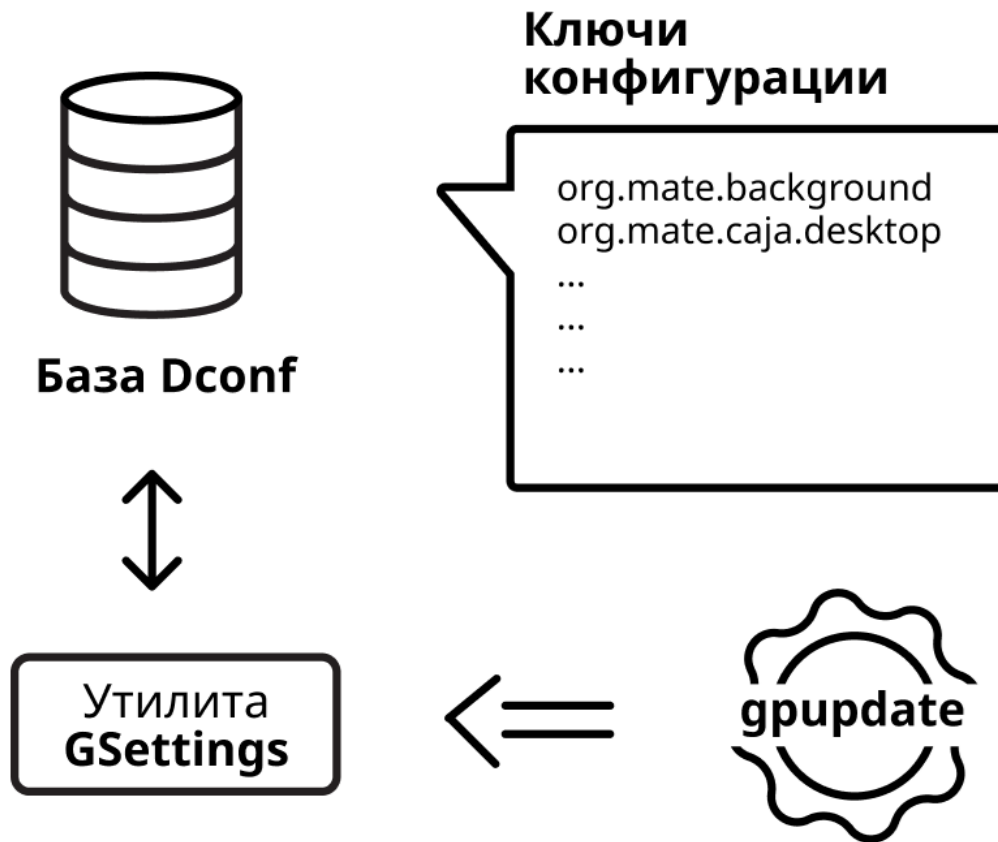 Ключи
конфигурации
org.mate.background
org.mate.caja.desktop
...
...
...
База Dconf
Утилита
GSettings
gpupdate